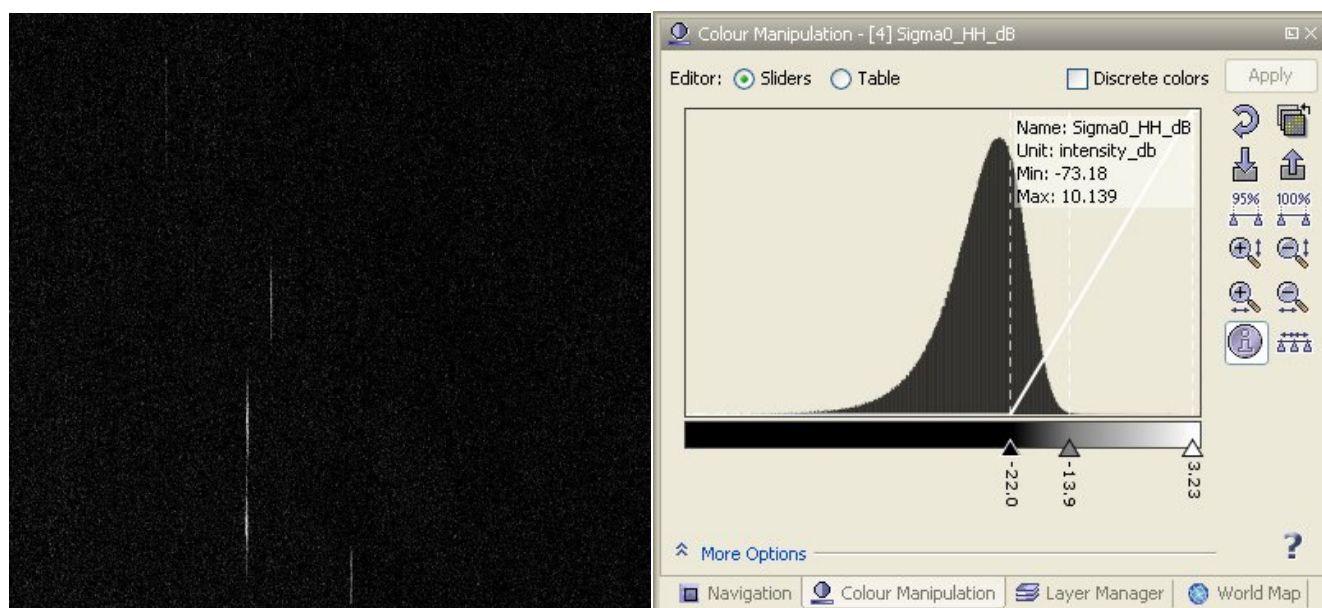 Colour Manipulation - [4] Sigma0_HH_dB
Editor: Sliders Table Discrete colors Apply
Name: Sigma0_HH_dB
Unit: intensity_db
Min: -73.18
Max: 10.139
95% 100%
-22.0 -13.9 3.23
More Options ?
Navigation Colour Manipulation Layer Manager World Map